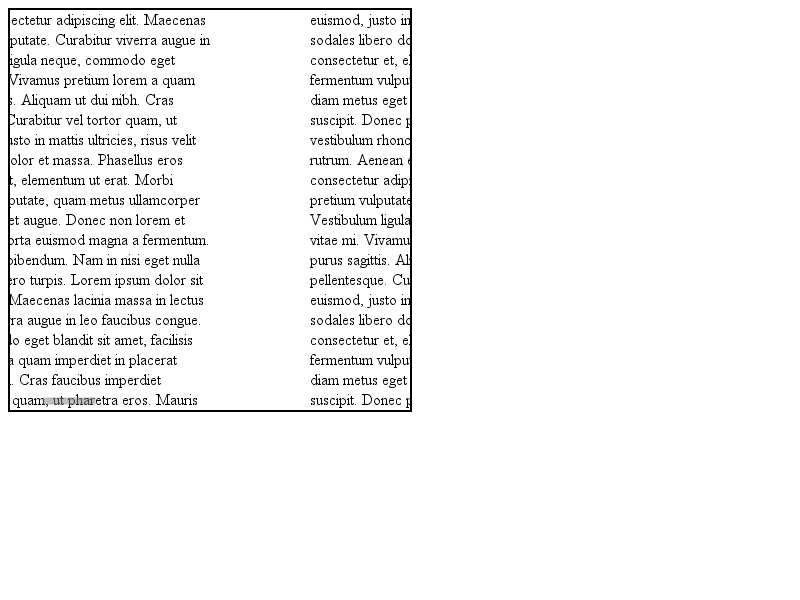 ectetur adipiscing elit. Maecenas
putate. Curabitur viverra augue in
igula neque, commodo eget
Vivamus pretium lorem a quam
s. Aliquam ut dui nibh. Cras
Curabitur vel tortor quam, ut
usto in mattis ultricies, risus velit
olor et massa. Phasellus eros
t, elementum ut erat. Morbi
putate, quam metus ullamcorper
et augue. Donec non lorem et
orta euismod magna a fermentum.
bibendum. Nam in nisi eget nulla
ero turpis. Lorem ipsum dolor sit
Maecenas lacinia massa in lectus
ra augue in leo faucibus congue.
lo eget blandit sit amet, facilisis
a quam imperdiet in placerat
. Cras faucibus imperdiet
quam, ut pharetra eros. Mauris
euismod, justo in
sodales libero do
consectetur et, el
fermentum vulpu
diam metus eget
suscipit. Donec p
vestibulum rhonc
rutrum. Aenean e
consectetur adipi
pretium vulputate
Vestibulum ligula
vitae mi. Vivamu
purus sagittis. Al
pellentesque. Cu
euismod, justo in
sodales libero do
consectetur et, el
fermentum vulpu
diam metus eget
suscipit. Donec p